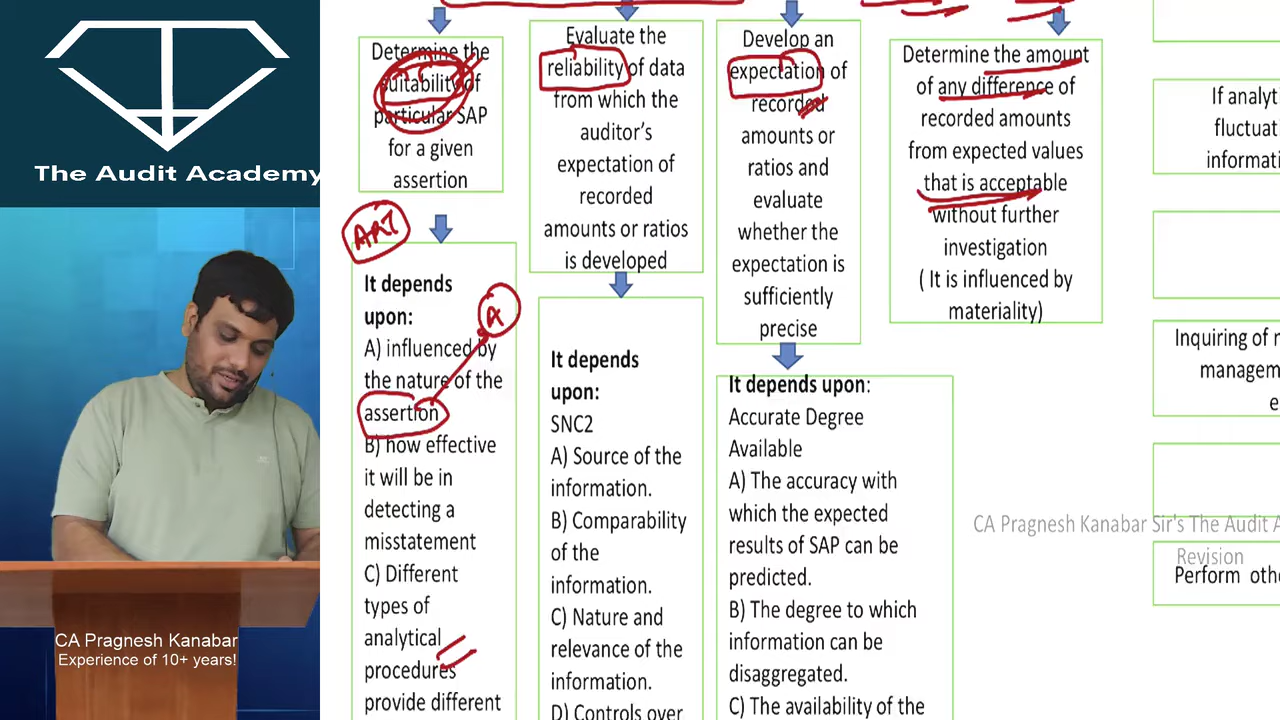 The Audit Academy
CA Pragnesh Kanabar
Experience of 10+ years!
Determine the
suitability of
particular SAP
for a given
assertion
ART
It depends
upon:
A) influenced by
the nature of the
assertion
A
B) how effective
it will be in
detecting a
misstatement
C) Different
types of
analytical
procedures
provide different
Evaluate the
reliability of data
from which the
auditor’s
expectation of
recorded
amounts or ratios
is developed
It depends
upon:
SNC2
A) Source of the
information.
B) Comparability
of the
information.
C) Nature and
relevance of the
information.
D) Controls over
Develop an
expectation of
recorded
amounts or
ratios and
evaluate
whether the
expectation is
sufficiently
precise
It depends upon:
Accurate Degree
Available
A) The accuracy with
which the expected
results of SAP can be
predicted.
B) The degree to which
information can be
disaggregated.
C) The availability of the
Determine the amount
of any difference of
recorded amounts
from expected values
that is acceptable
without further
investigation
( It is influenced by
materiality)
If analyti
fluctuati
informati
Inquiring of m
managem
e
CA Pragnesh Kanabar Sir's The Audit A
Revision
Perform othe